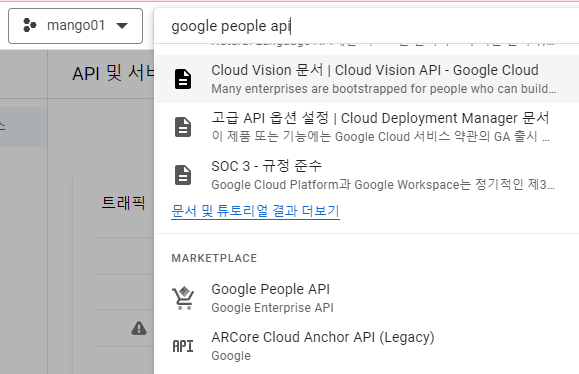 mango01
google people api
API 및 서비
Cloud Vision 문서 | Cloud Vision API - Google Cloud
Many enterprises are bootstrapped for people who can build...
고급 API 옵션 설정 | Cloud Deployment Manager 문서
이 제품 또는 기능에는 Google Cloud 서비스 약관의 GA 출시 ...
SOC 3 - 규정 준수
Google Cloud Platform과 Google Workspace는 정기적인 제3...
트래픽
문서 및 튜토리얼 결과 더보기
MARKETPLACE
Google People API
Google Enterprise API
API
ARCore Cloud Anchor API (Legacy)
Google